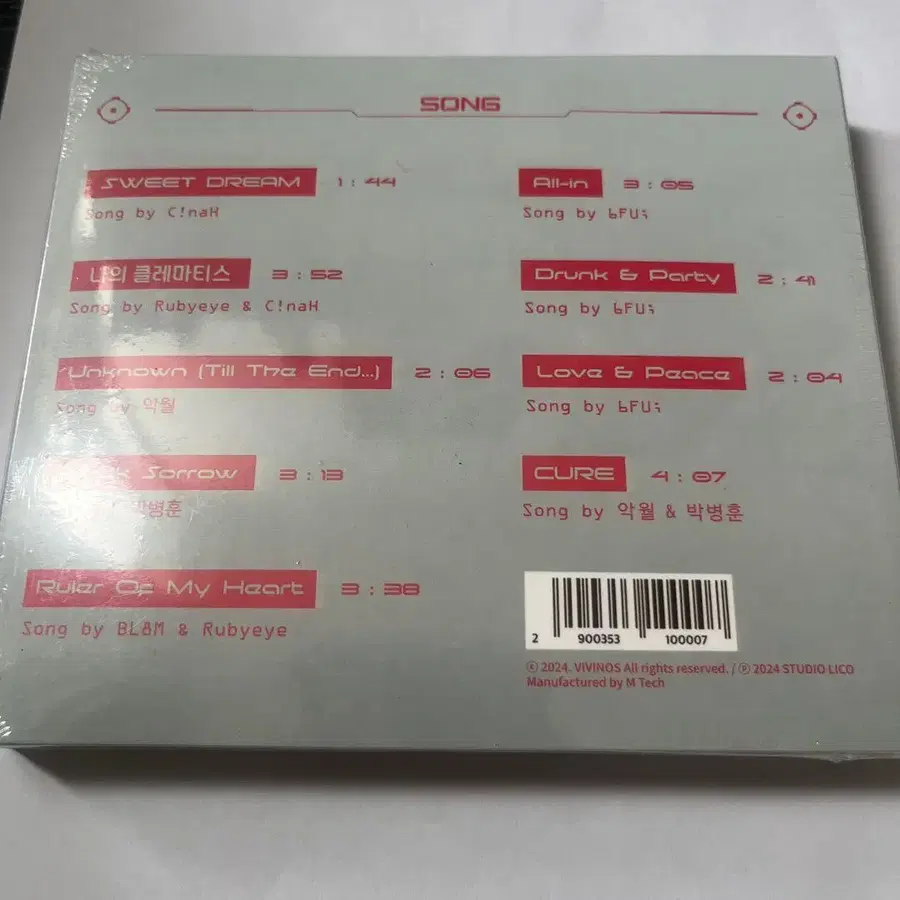 SONG
SWEET DREAM 1:44
Song by C!naH
나의 클레마티스 3:52
Song by Rubyeye & C!naH
Unknown (Till The End...) 2:06
Song by 악월
Sorrow 3:13
박병훈
Ruler Of My Heart 3:38
Song by BL8M & Rubyeye
All-in 3:05
Song by bFU;
Drunk & Party 2:41
Song by bFU;
Love & Peace 2:04
Song by bFU;
CURE 4:07
Song by 악월 & 박병훈
2 900353 100007
ⓒ 2024. VIVINOS All rights reserved. / ⓟ 2024 STUDIO LICO
Manufactured by M Tech